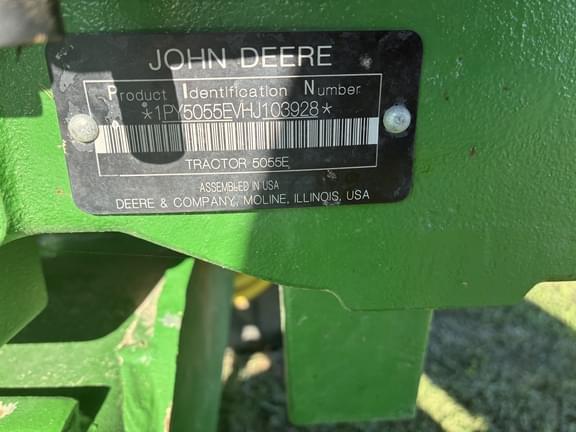 JOHN DEERE
Product Identification Number
*1PY5055EVHJ103928*
TRACTOR 5055E
ASSEMBLED IN USA
DEERE & COMPANY, MOLINE, ILLINOIS, USA